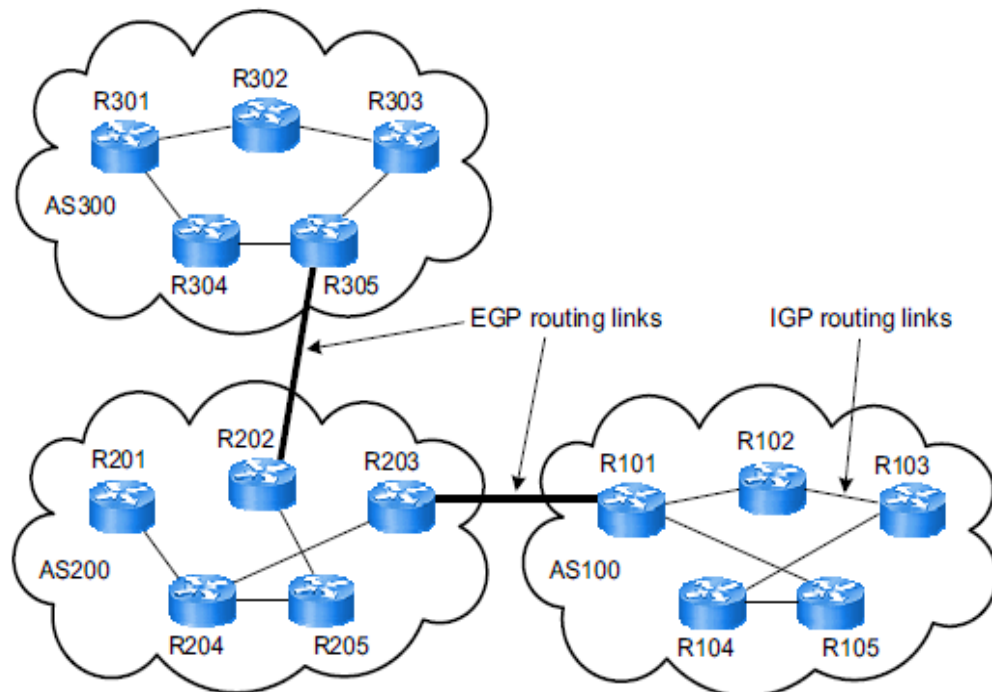 R302
R301
R303
AS300
R304
R305
EGP routing links
IGP routing links
R202
R201
R203
AS200
R204
R205
R102
R101
R103
AS100
R104
R105